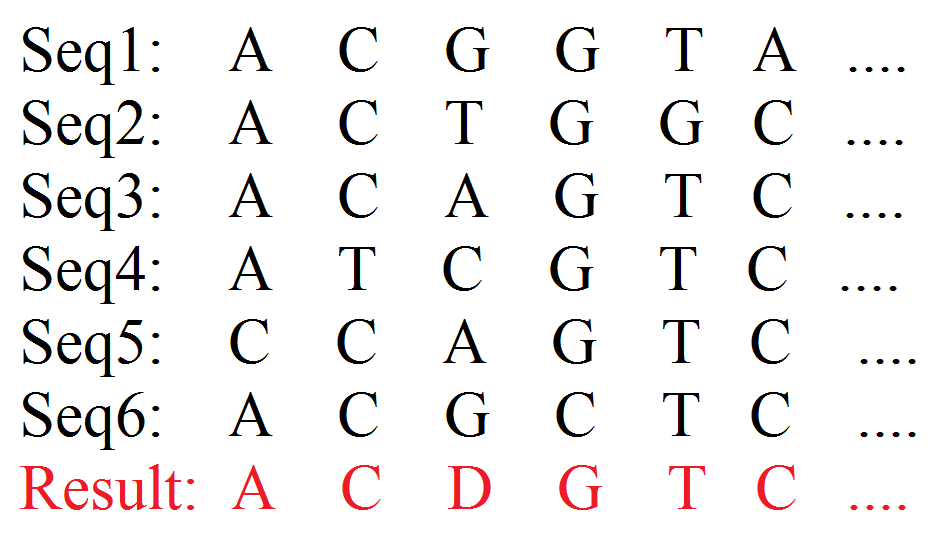 Seq1: A C G G T A ....
Seq2: A C T G G C ....
Seq3: A C A G T C ....
Seq4: A T C G T C ....
Seq5: C C A G T C ....
Seq6: A C G C T C ....
Result: A C D G T C ....